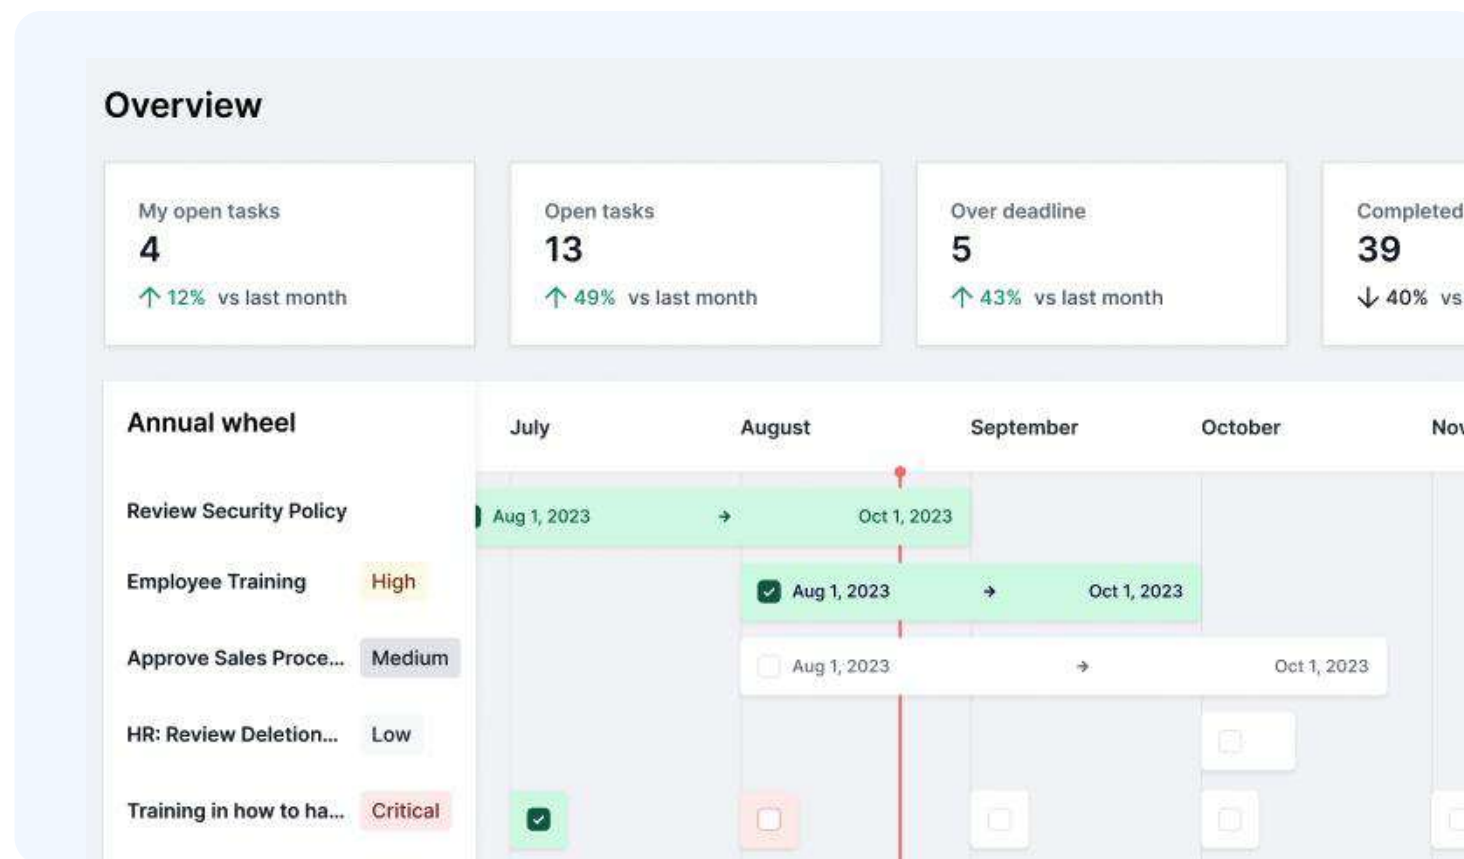 Overview
My open tasks
4
↑ 12% vs last month
Open tasks
13
↑ 49% vs last month
Over deadline
5
↑ 43% vs last month
Completed
39
↓ 40% vs
Annual wheel
July
August
September
October
Nov
Review Security Policy
Aug 1, 2023 → Oct 1, 2023
Employee Training High
Aug 1, 2023 → Oct 1, 2023
Approve Sales Proce... Medium
Aug 1, 2023 → Oct 1, 2023
HR: Review Deletion... Low
Training in how to ha... Critical